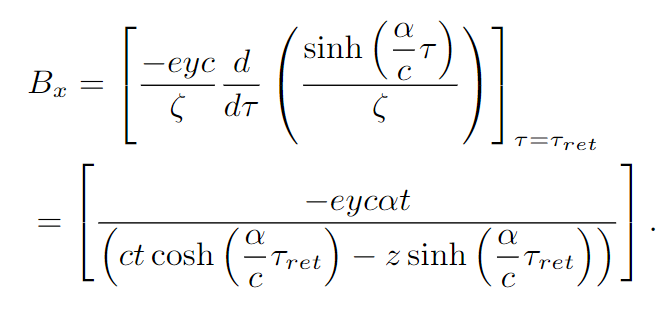 B_x = \left[ \frac{-eyc}{\zeta} \frac{d}{d\tau} \left( \frac{\sinh\left(\frac{\alpha}{c}\tau\right)}{\zeta} \right) \right]_{\tau=\tau_{ret}}
= \left[ \frac{-eyc\alpha t}{\left( ct \cosh\left(\frac{\alpha}{c}\tau_{ret}\right) - z \sinh\left(\frac{\alpha}{c}\tau_{ret}\right) \right)} \right].